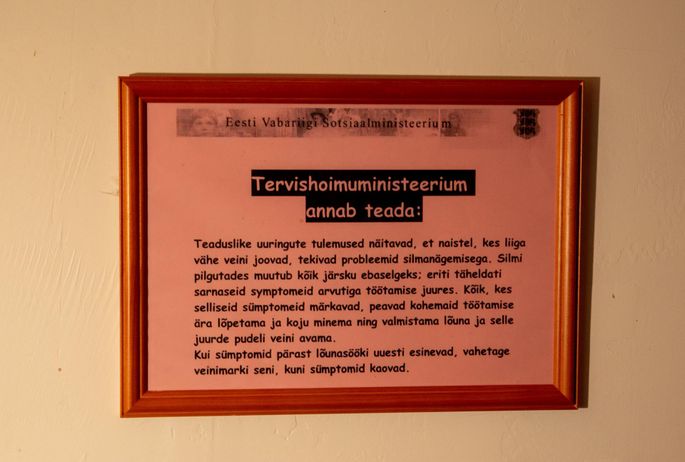 Eesti Vabariigi Sotsiaalministeerium
Tervishoimuministeerium
annab teada:
Teaduslike uuringute tulemused näitavad, et naistel, kes liiga
vähe veini joovad, tekivad probleemid silmanägemisega. Silmi
pilgutades muutub kõik järsku ebaselgeks; eriti täheldati
sarnaseid symptomeid arvutiga töötamise juures. Kõik, kes
selliseid sümptomeid märkavad, peavad kohemaid töötamise
ära lõpetama ja koju minema ning valmistama lõuna ja selle
juurde pudeli veini avama.
Kui sümptomid pärast lõunasööki uuesti esinevad, vahetage
veinimarki seni, kuni sümptomid kaovad.